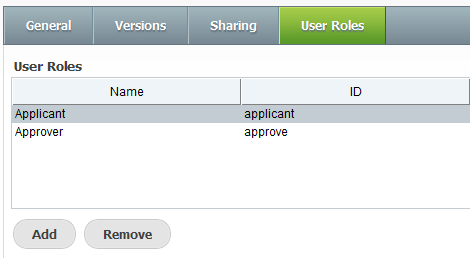 General Versions Sharing User Roles
User Roles
Name ID
Applicant applicant
Approver approve
Add Remove